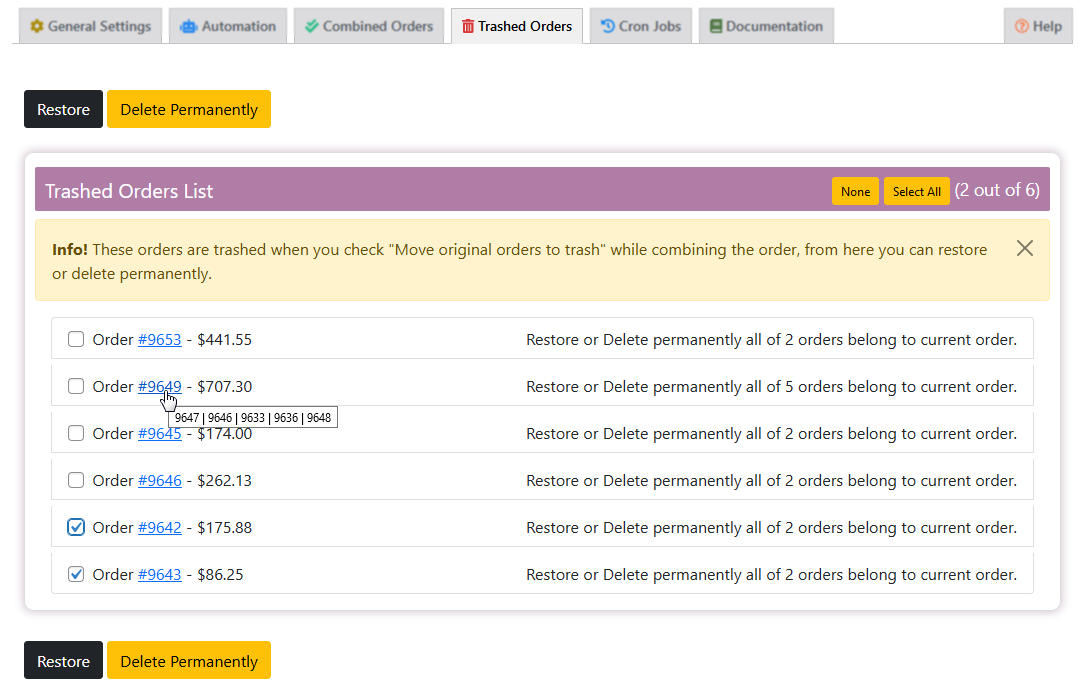 General Settings Automation Combined Orders Trashed Orders Cron Jobs Documentation Help
Restore Delete Permanently
Trashed Orders List None Select All (2 out of 6)
Info! These orders are trashed when you check "Move original orders to trash" while combining the order, from here you can restore
or delete permanently.
Order #9653 - $441.55 Restore or Delete permanently all of 2 orders belong to current order.
Order #9649 - $707.30 Restore or Delete permanently all of 5 orders belong to current order.
9647 | 9646 | 9633 | 9636 | 9648
Order #9645 - $174.00 Restore or Delete permanently all of 2 orders belong to current order.
Order #9646 - $262.13 Restore or Delete permanently all of 2 orders belong to current order.
Order #9642 - $175.88 Restore or Delete permanently all of 2 orders belong to current order.
Order #9643 - $86.25 Restore or Delete permanently all of 2 orders belong to current order.
Restore Delete Permanently